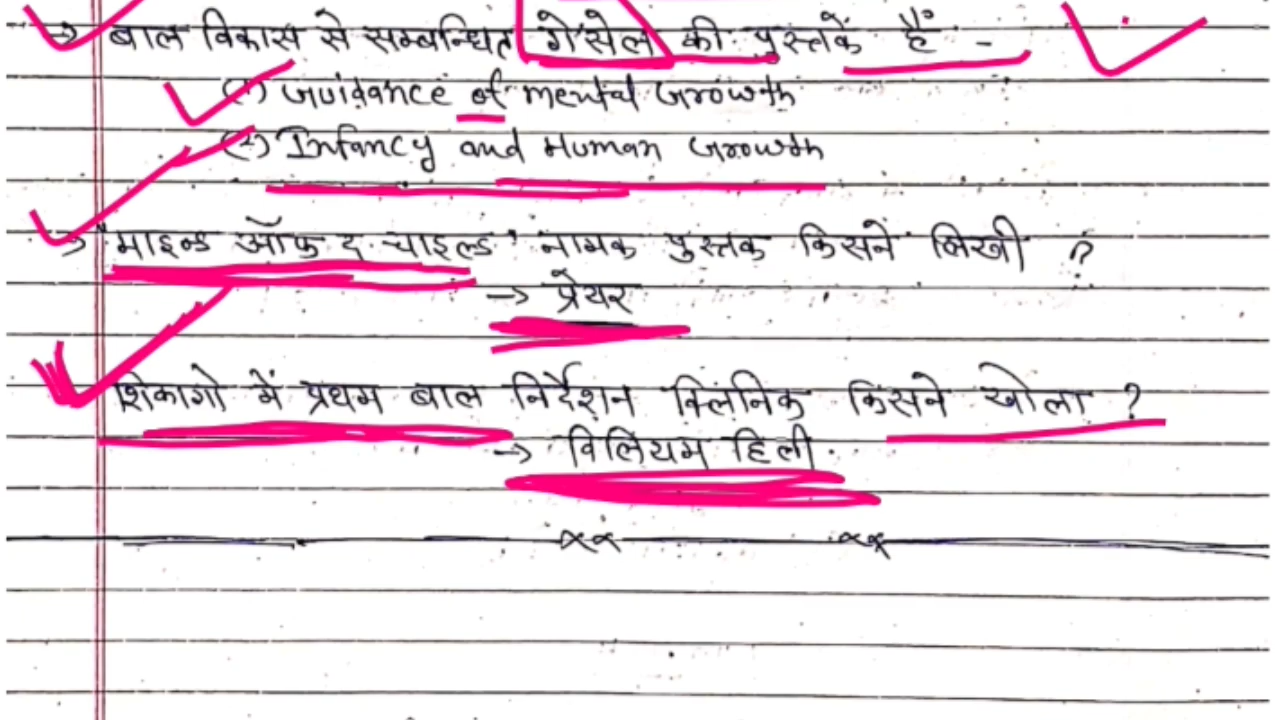 → बाल विकास से सम्बन्धित गेसेल की पुस्तकें हैं -
(1) Guidance of mental Growth
(2) Infancy and Human Growth
→ "माइन्ड ऑफ द चाइल्ड" नामक पुस्तक किसने लिखी ?
→ प्रेयर
शिकागो में प्रथम बाल निर्देशन क्लिनिक किसने खोला ?
→ विलियम हिली.